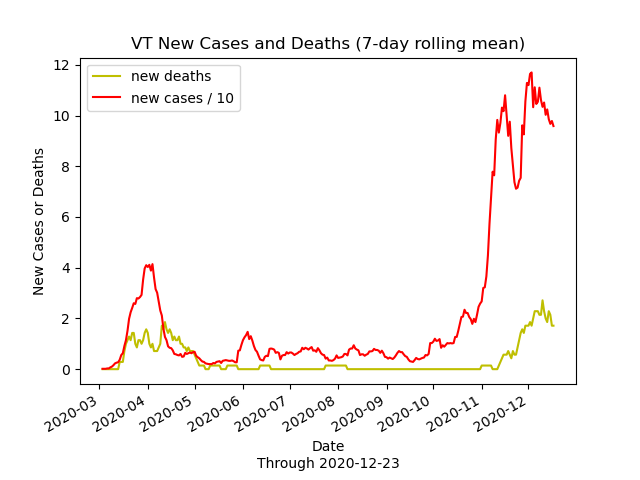 VT New Cases and Deaths (7-day rolling mean)
new deaths
new cases / 10
New Cases or Deaths
12
10
8
6
4
2
0
2020-03
2020-04
2020-05
2020-06
2020-07
2020-08
2020-09
2020-10
2020-11
2020-12
Date
Through 2020-12-23